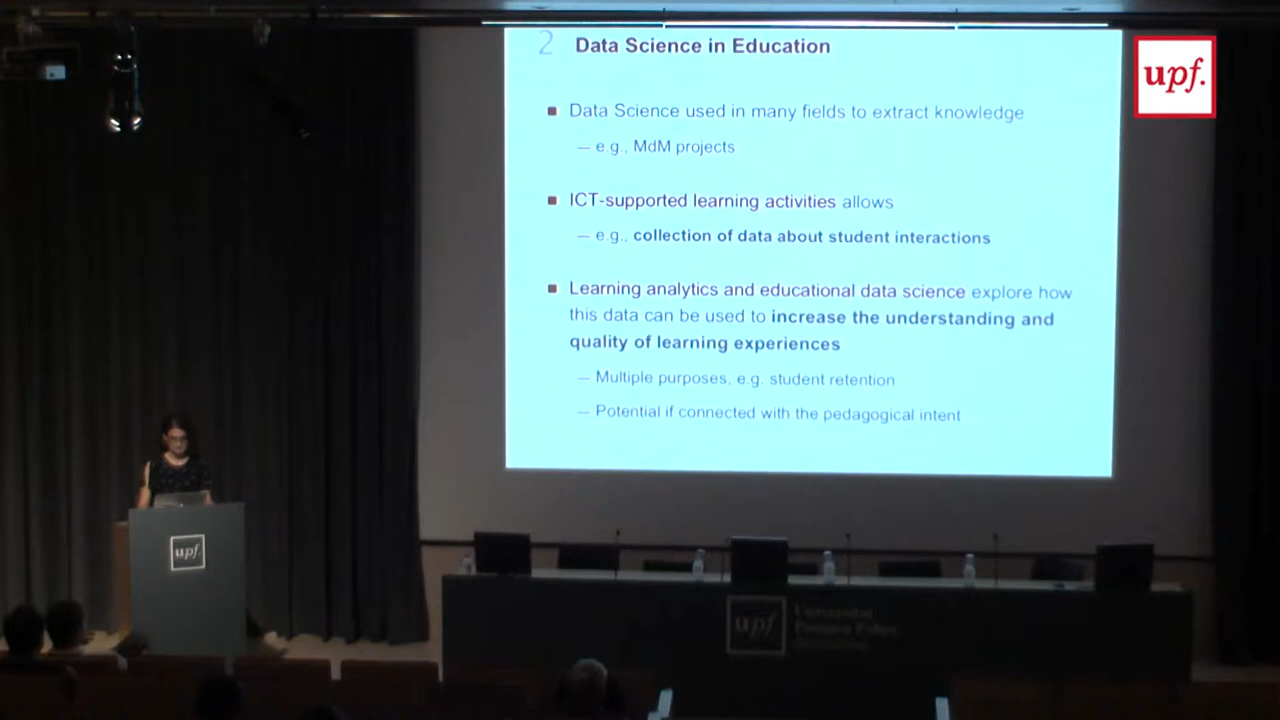 2 Data Science in Education
Data Science used in many fields to extract knowledge
— e.g., MdM projects
ICT-supported learning activities allows
— e.g., collection of data about student interactions
Learning analytics and educational data science explore how
this data can be used to increase the understanding and
quality of learning experiences
— Multiple purposes, e.g. student retention
— Potential if connected with the pedagogical intent
upf.
upf.
upf.
Universitat
Pompeu Fabra